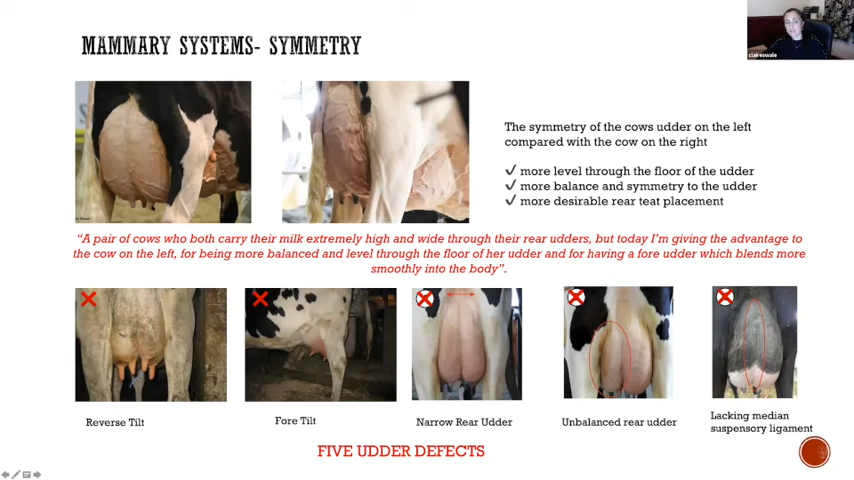 MAMMARY SYSTEMS- SYMMETRY
claireswale
The symmetry of the cows udder on the left
compared with the cow on the right
✓ more level through the floor of the udder
✓ more balance and symmetry to the udder
✓ more desirable rear teat placement
“A pair of cows who both carry their milk extremely high and wide through their rear udders, but today I’m giving the advantage to
the cow on the left, for being more balanced and level through the floor of her udder and for having a fore udder which blends more
smoothly into the body”.
Reverse Tilt
Fore Tilt
Narrow Rear Udder
Unbalanced rear udder
Lacking median
suspensory ligament
FIVE UDDER DEFECTS